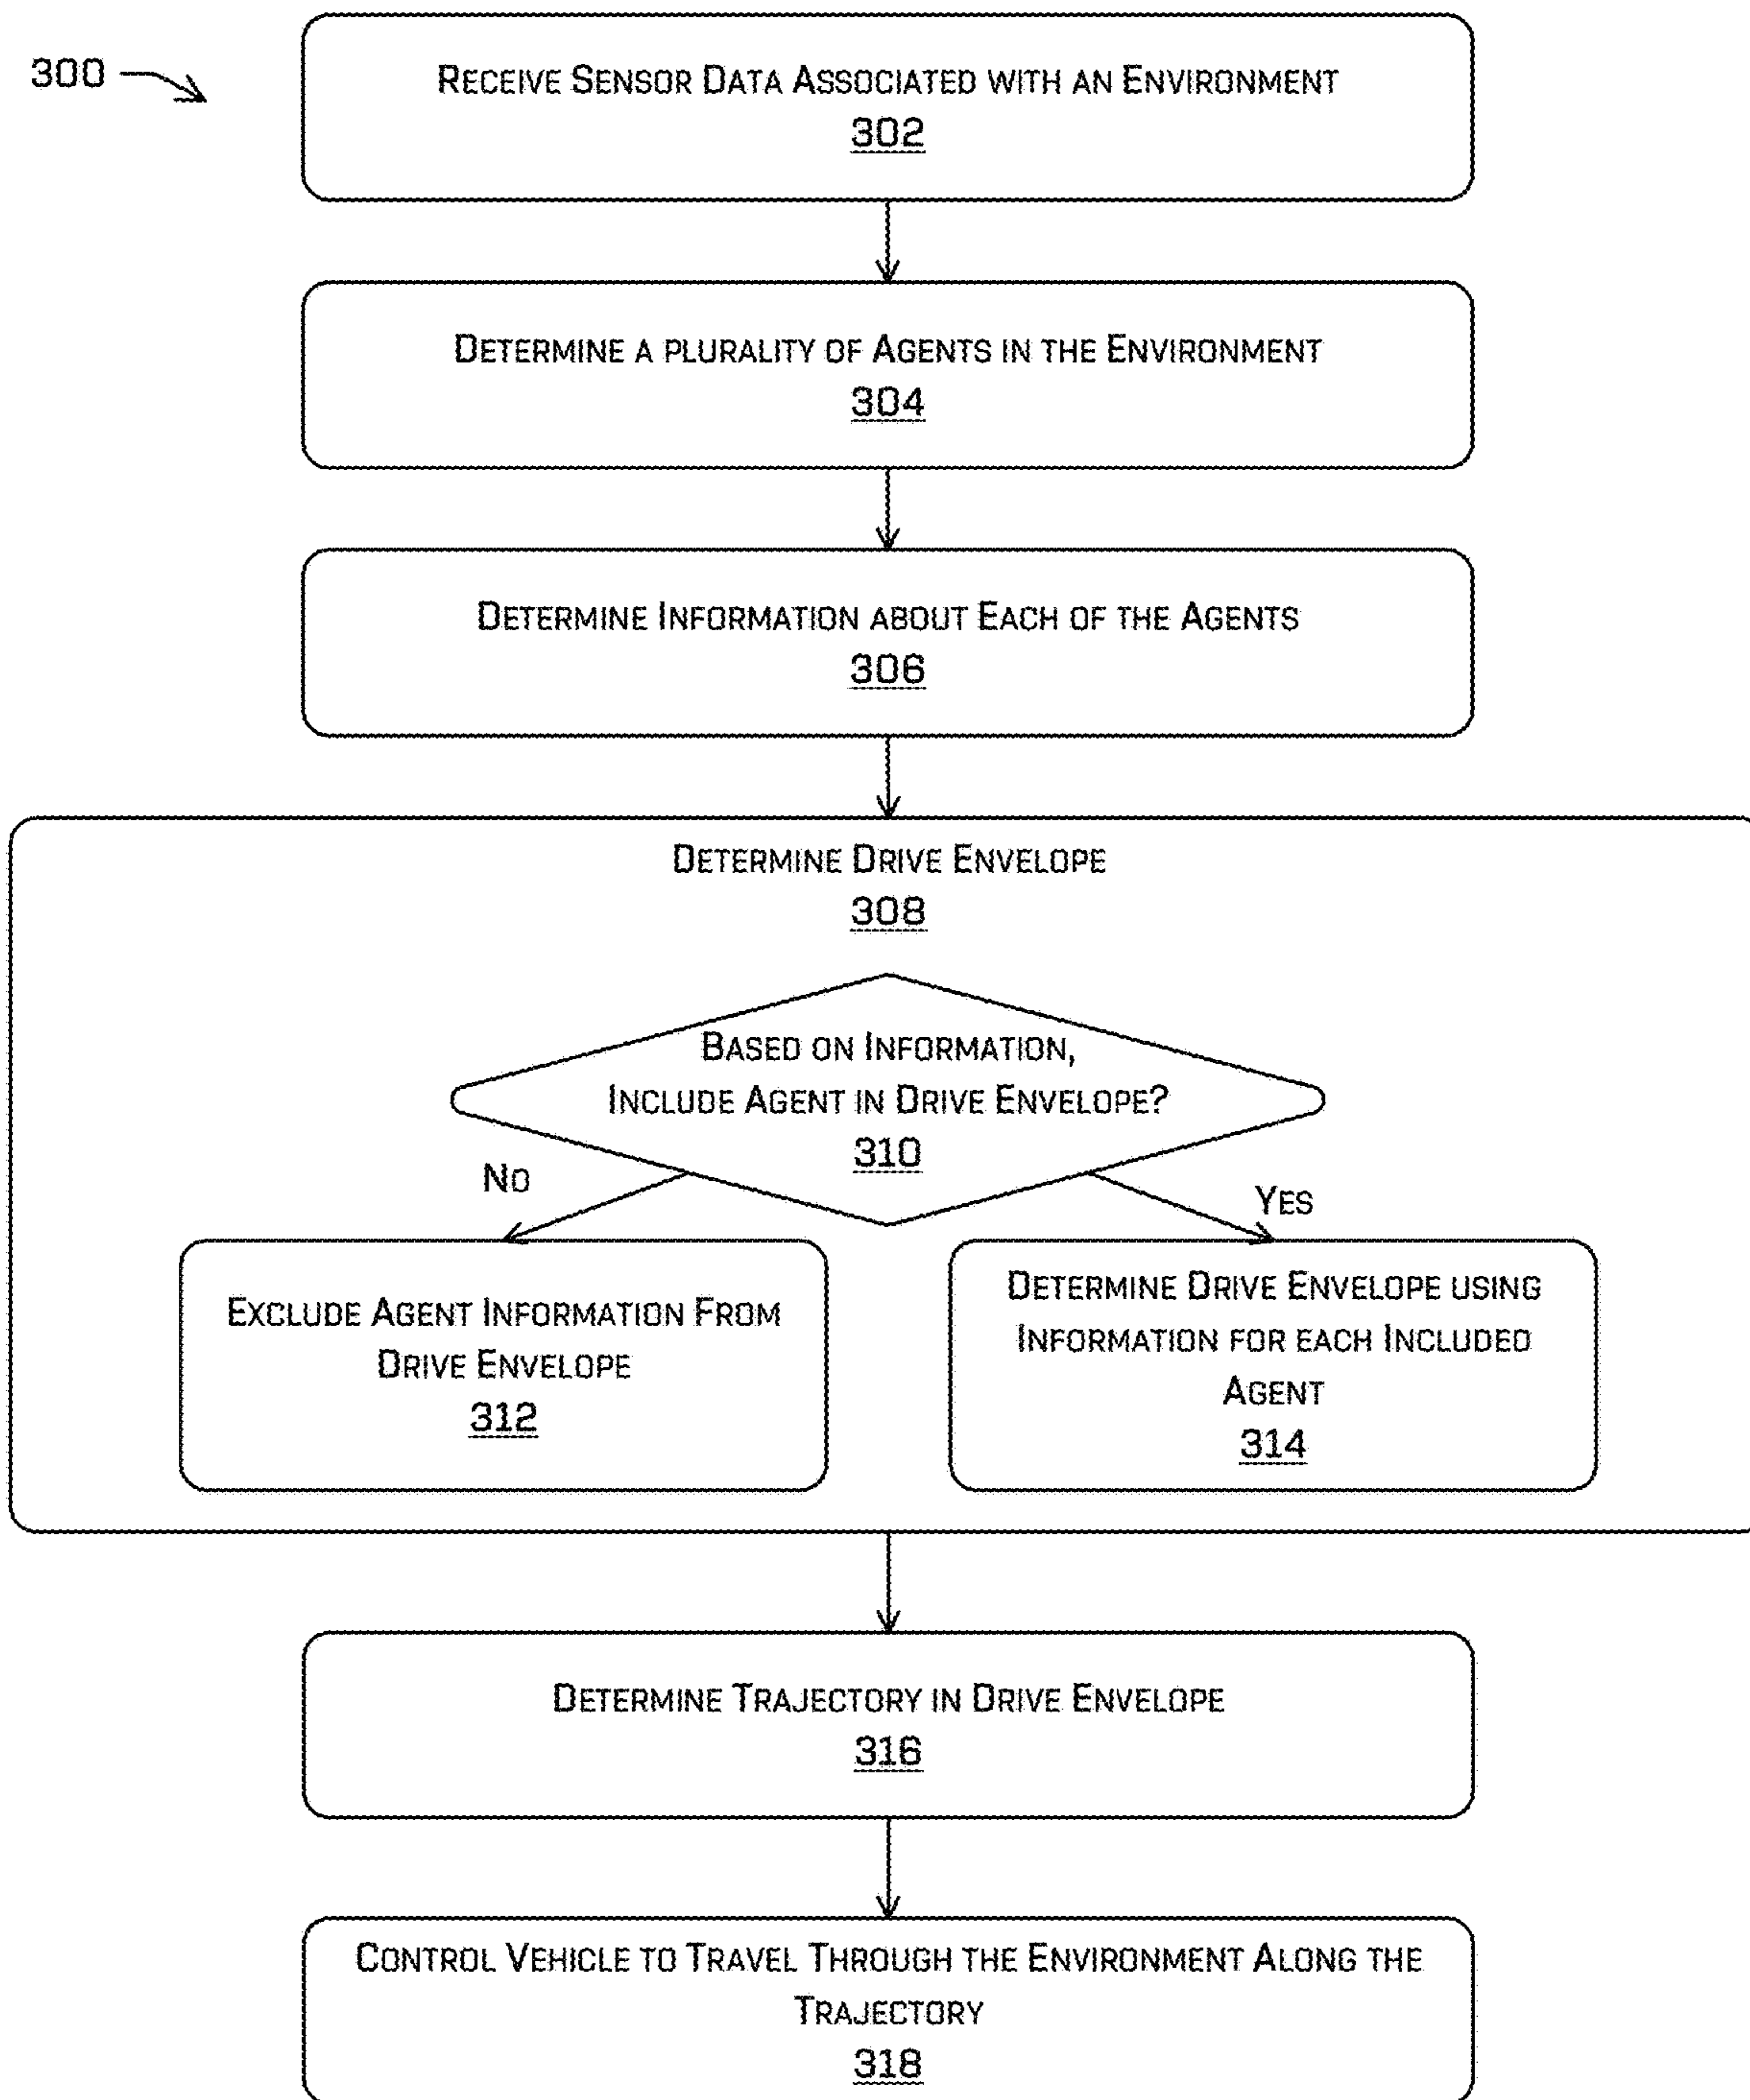 300
Receive Sensor Data Associated with an Environment
302
Determine a plurality of Agents in the Environment
304
Determine Information about Each of the Agents
306
Determine Drive Envelope
308
Based on Information,
Include Agent in Drive Envelope?
310
No
Yes
Exclude Agent Information From
Drive Envelope
312
Determine Drive Envelope using
Information for each Included
Agent
314
Determine Trajectory in Drive Envelope
316
Control Vehicle to Travel Through the Environment Along the
Trajectory
318